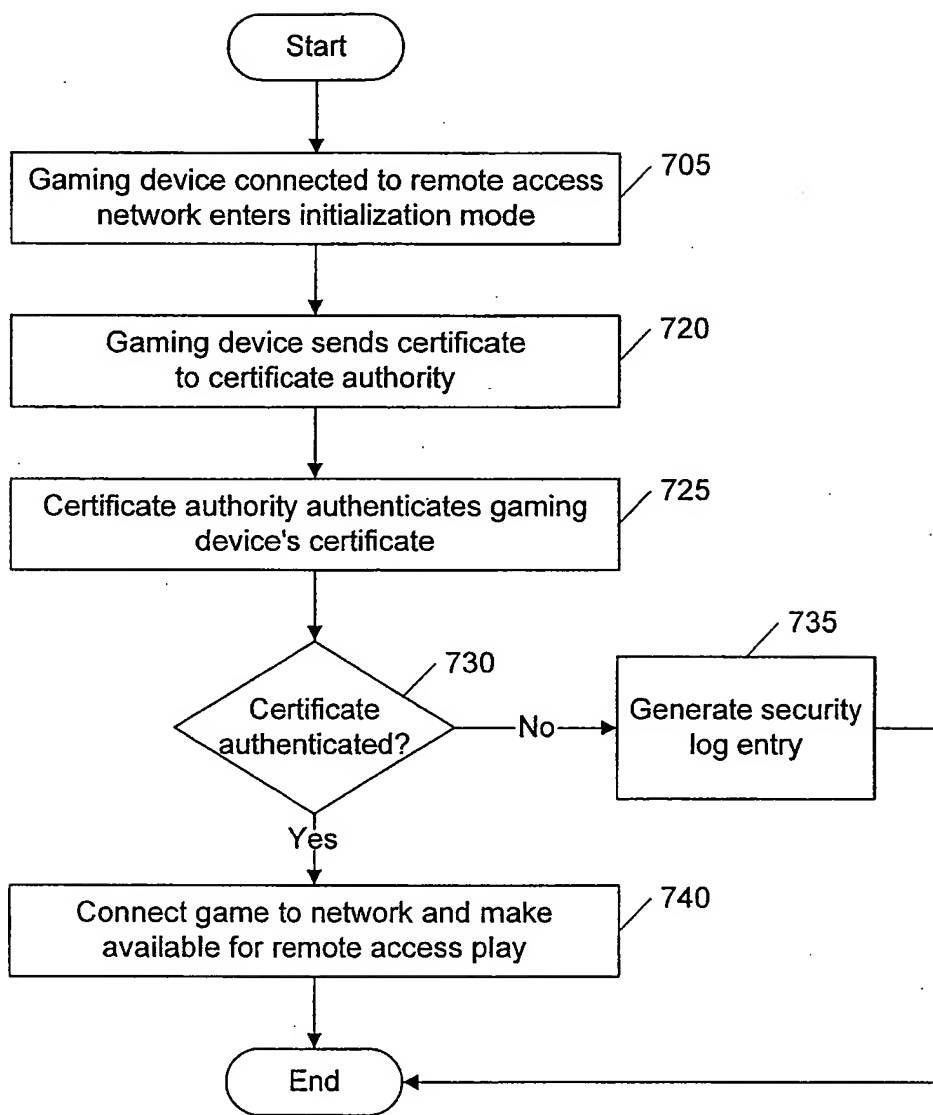 Start
705
Gaming device connected to remote access
network enters initialization mode
720
Gaming device sends certificate
to certificate authority
725
Certificate authority authenticates gaming
device's certificate
730
Certificate
authenticated?
No
735
Generate security
log entry
Yes
740
Connect game to network and make
available for remote access play
End